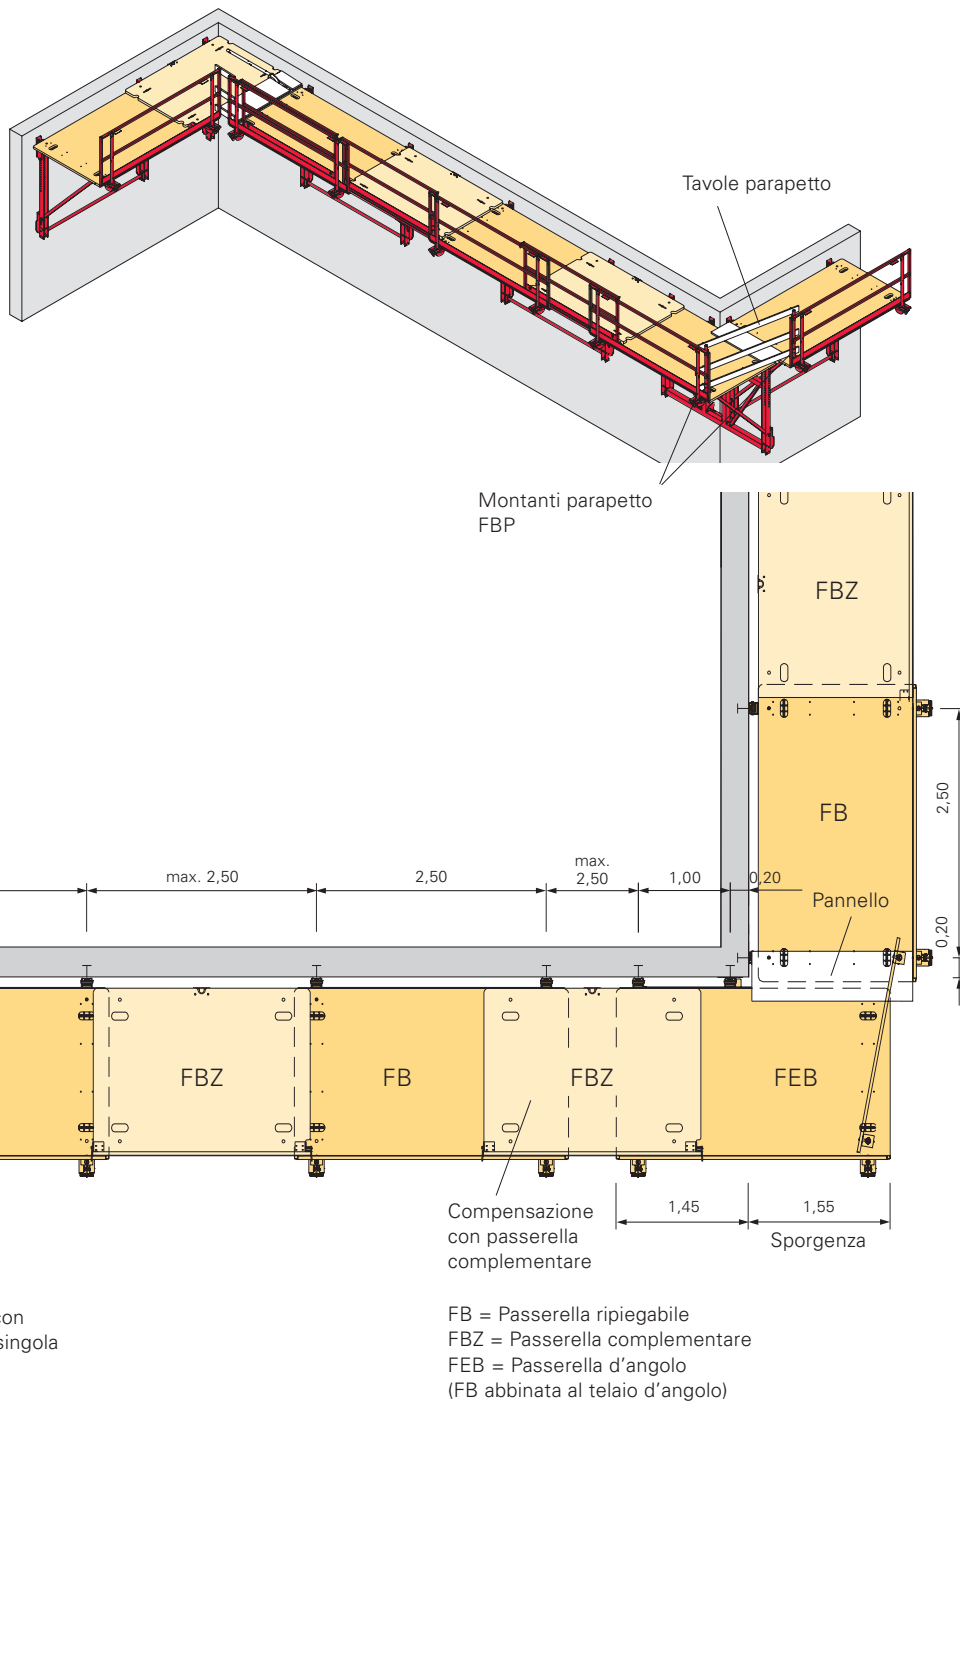 Tavole parapetto
Montanti parapetto
FBP
FBZ
FB
2,50
0,20
max. 2,50
2,50
max.
2,50
1,00
0,20
Pannello
FBZ
FB
FBZ
FEB
Compensazione
con passerella
complementare
1,45
1,55
Sporgenza
con
singola
FB = Passerella ripiegabile
FBZ = Passerella complementare
FEB = Passerella d’angolo
(FB abbinata al telaio d’angolo)